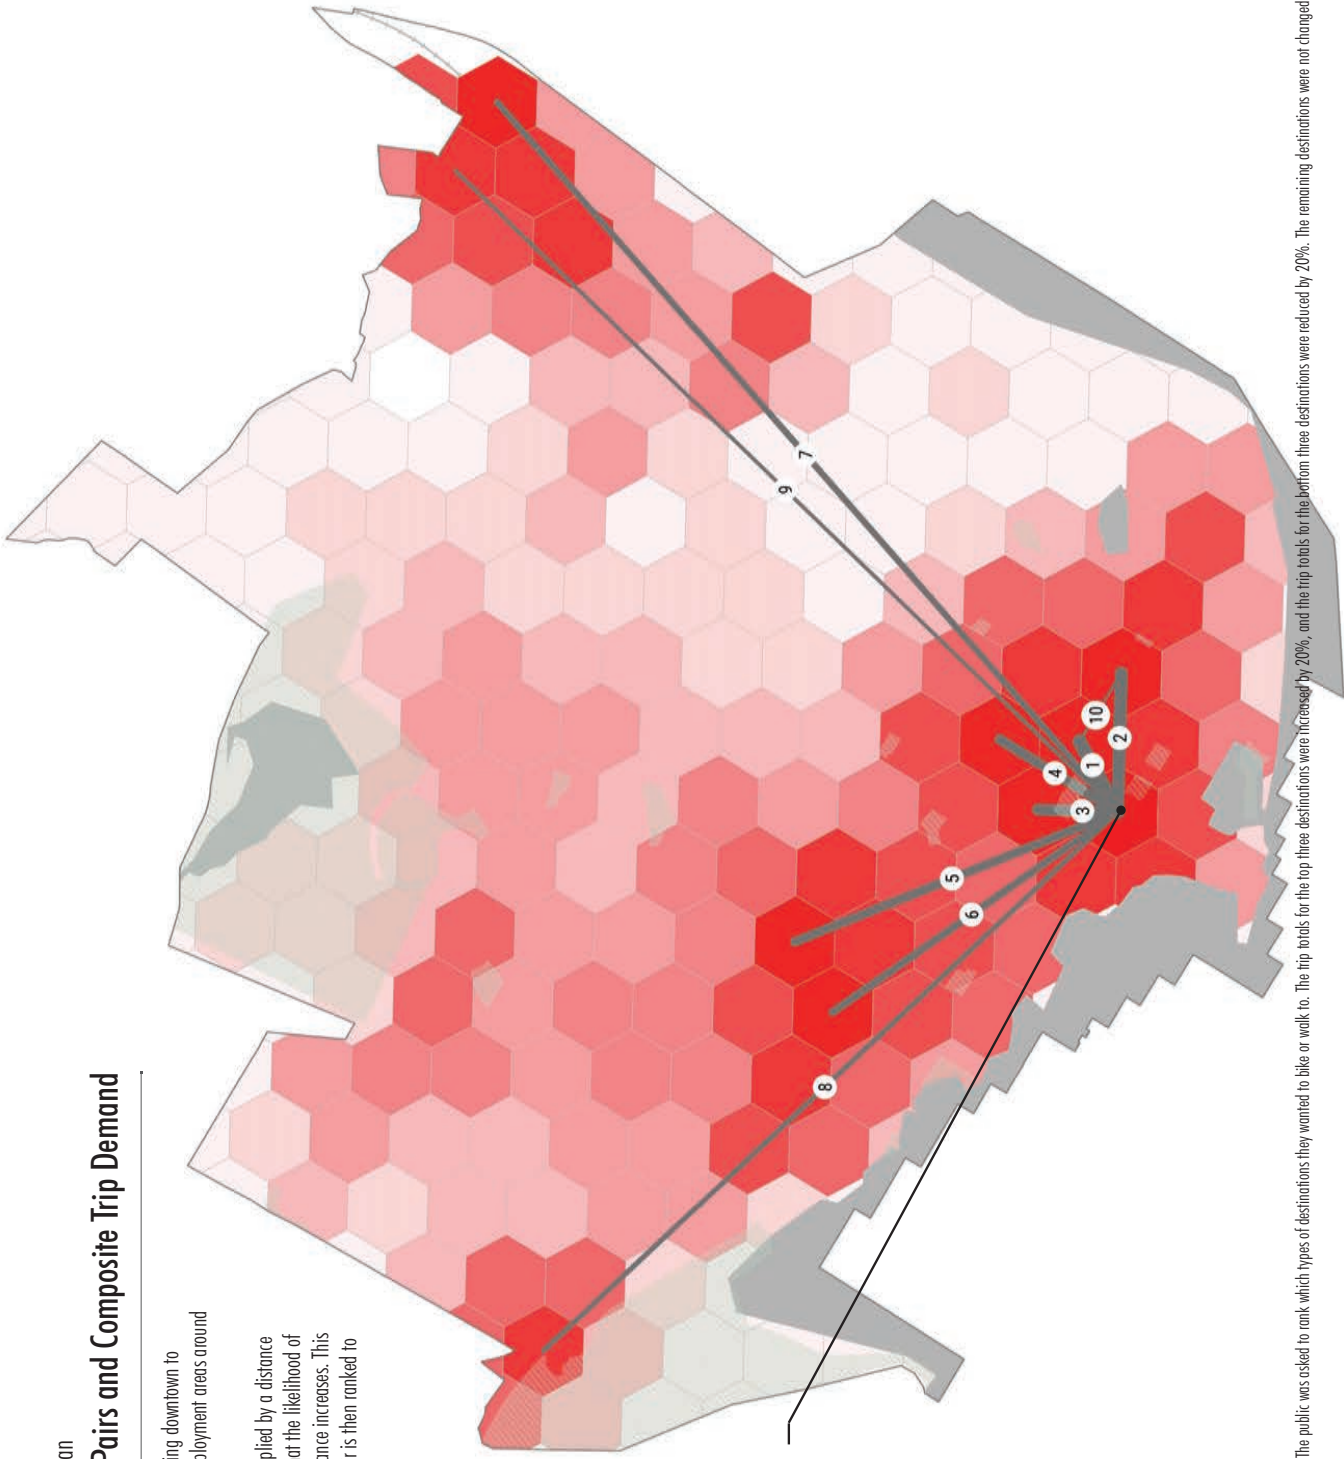 an
Pairs and Composite Trip Demand
ing downtown to
ployment areas around
plied by a distance
at the likelihood of
ance increases. This
r is then ranked to
8
6
5
3
1
4
2
10
9
7
The public was asked to rank which types of destinations they wanted to bike or walk to. The trip totals for the top three destinations were increased by 20%, and the trip totals for the bottom three destinations were reduced by 20%. The remaining destinations were not changed